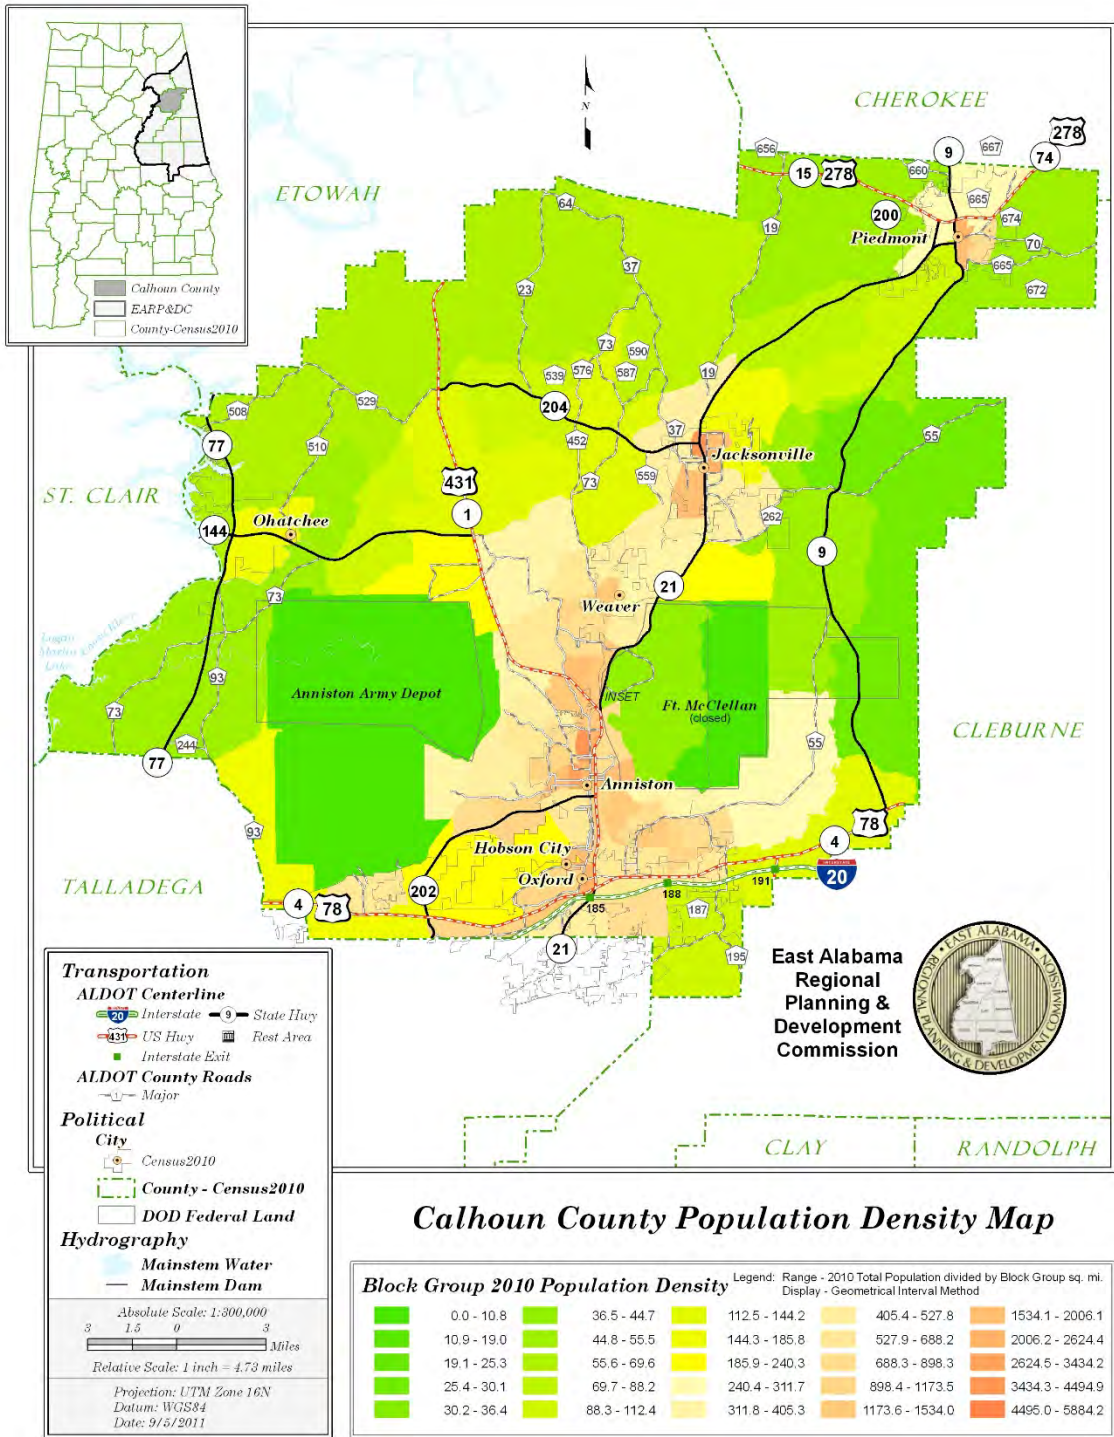 Calhoun County
EARP&DC
County-Census2010
N
ETOWAH
CHEROKEE
ST. CLAIR
CLEBURNE
TALLADEGA
CLAY
RANDOLPH
656
15
278
660
9
667
74
278
200
665
Piedmont
674
70
665
672
19
64
37
23
73
590
576
587
539
19
204
529
508
510
77
452
37
Jacksonville
55
431
73
559
1
262
144
Ohatchee
9
21
Weaver
73
93
Anniston Army Depot
INSET
Ft. McClellan
(closed)
73
244
77
55
Anniston
93
78
4
Hobson City
Oxford
202
20
191
188
185
187
4
78
21
195
East Alabama
Regional
Planning &
Development
Commission
EAST ALABAMA
REGIONAL PLANNING & DEVELOPMENT COMMISSION
Transportation
ALDOT Centerline
20 Interstate 9 State Hwy
431 US Hwy Rest Area
Interstate Exit
ALDOT County Roads
1 Major
Political
City
Census2010
County - Census2010
DOD Federal Land
Hydrography
Mainstem Water
Mainstem Dam
Absolute Scale: 1:300,000
3 1.5 0 3
Miles
Relative Scale: 1 inch = 4.73 miles
Projection: UTM Zone 16N
Datum: WGS84
Date: 9/5/2011
Calhoun County Population Density Map
Block Group 2010 Population Density Legend: Range - 2010 Total Population divided by Block Group sq. mi.
Display - Geometrical Interval Method
0.0 - 10.8 36.5 - 44.7 112.5 - 144.2 405.4 - 527.8 1534.1 - 2006.1
10.9 - 19.0 44.8 - 55.5 144.3 - 185.8 527.9 - 688.2 2006.2 - 2624.4
19.1 - 25.3 55.6 - 69.6 185.9 - 240.3 688.3 - 898.3 2624.5 - 3434.2
25.4 - 30.1 69.7 - 88.2 240.4 - 311.7 898.4 - 1173.5 3434.3 - 4494.9
30.2 - 36.4 88.3 - 112.4 311.8 - 405.3 1173.6 - 1534.0 4495.0 - 5884.2